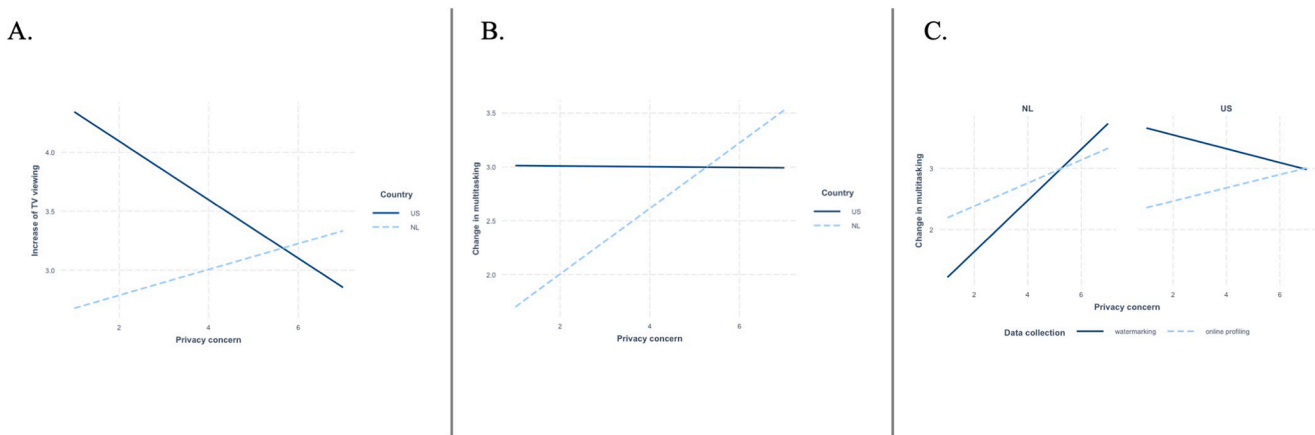 A.
Increase of TV viewing
4.0
3.5
3.0
2
4
6
Privacy concern
Country
US
NL
B.
Change in multitasking
3.5
3.0
2.5
2.0
2
4
6
Privacy concern
Country
US
NL
C.
NL
US
Change in multitasking
3
2
2
4
6
2
4
6
Privacy concern
Data collection
watermarking
online profiling